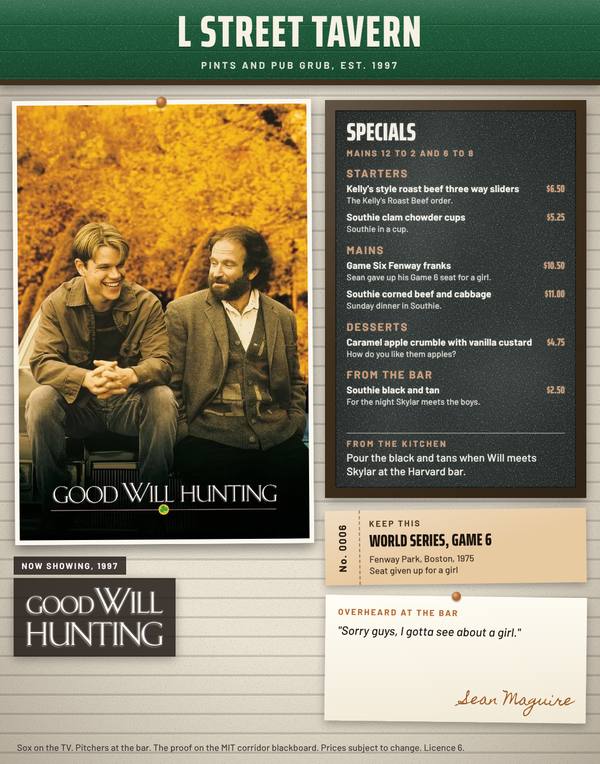 L STREET TAVERN
PINTS AND PUB GRUB, EST. 1997
GOOD WILL HUNTING
NOW SHOWING, 1997
GOOD WILL
HUNTING
SPECIALS
MAINS 12 TO 2 AND 6 TO 8
STARTERS
Kelly's style roast beef three way sliders $6.50
The Kelly's Roast Beef order.
Southie clam chowder cups $5.25
Southie in a cup.
MAINS
Game Six Fenway franks $10.50
Sean gave up his Game 6 seat for a girl.
Southie corned beef and cabbage $11.00
Sunday dinner in Southie.
DESSERTS
Caramel apple crumble with vanilla custard $4.75
How do you like them apples?
FROM THE BAR
Southie black and tan $2.50
For the night Skylar meets the boys.
FROM THE KITCHEN
Pour the black and tans when Will meets
Skylar at the Harvard bar.
No. 0006
KEEP THIS
WORLD SERIES, GAME 6
Fenway Park, Boston, 1975
Seat given up for a girl
OVERHEARD AT THE BAR
"Sorry guys, I gotta see about a girl."
Sean Maguire
Sox on the TV. Pitchers at the bar. The proof on the MIT corridor blackboard. Prices subject to change. Licence 6.